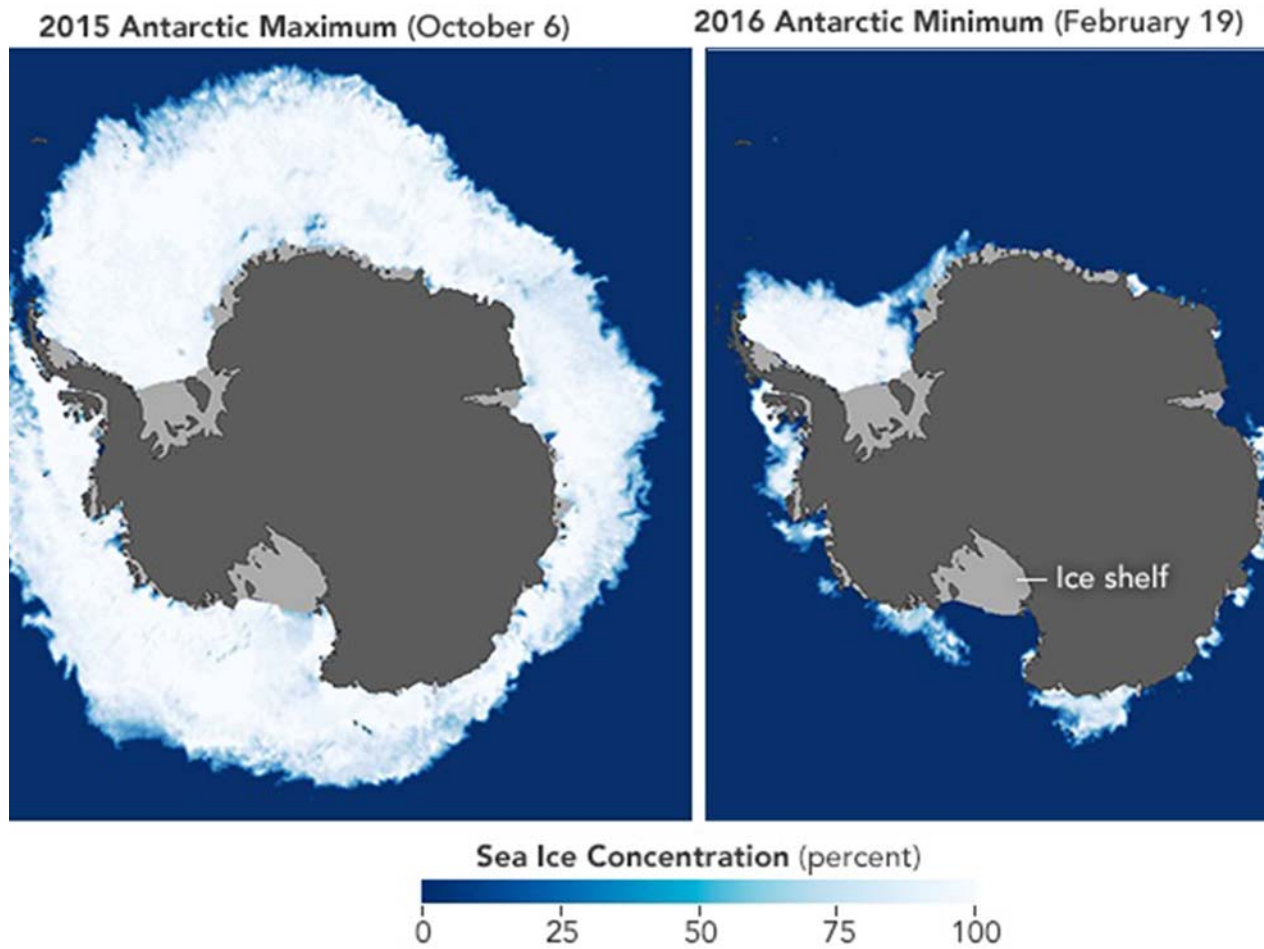 2015 Antarctic Maximum (October 6)
2016 Antarctic Minimum (February 19)
Ice shelf
Sea Ice Concentration (percent)
0 25 50 75 100